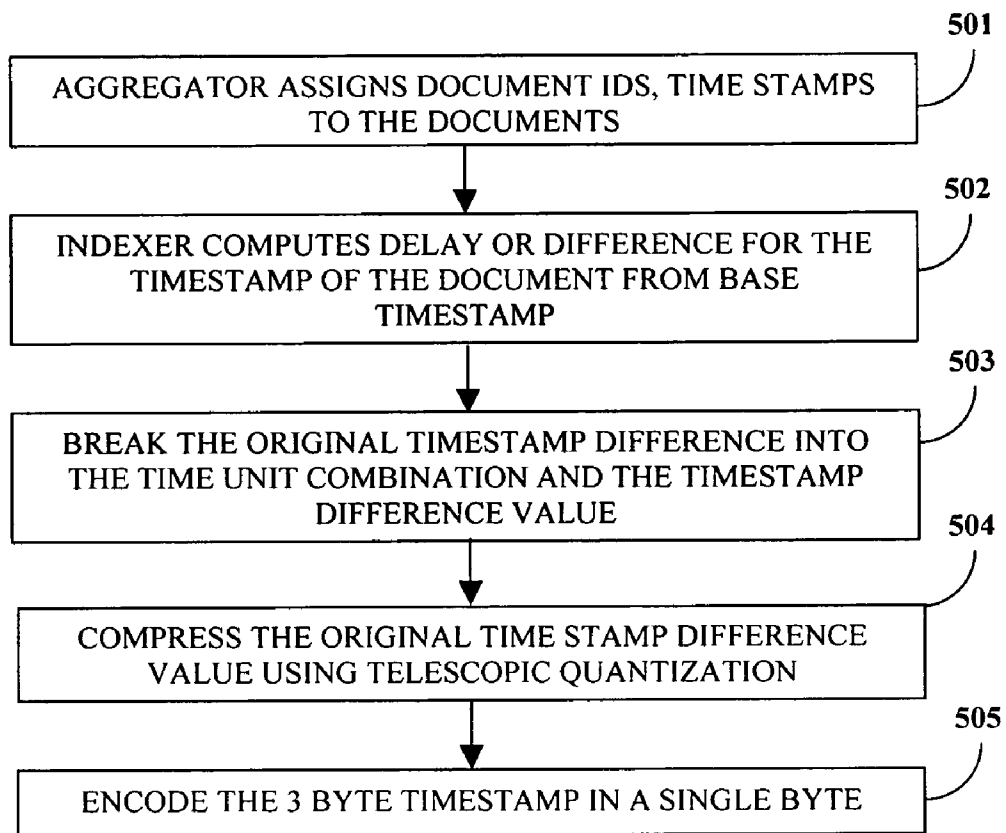 501
AGGREGATOR ASSIGNS DOCUMENT IDS, TIME STAMPS
TO THE DOCUMENTS
502
INDEXER COMPUTES DELAY OR DIFFERENCE FOR THE
TIMESTAMP OF THE DOCUMENT FROM BASE
TIMESTAMP
503
BREAK THE ORIGINAL TIMESTAMP DIFFERENCE INTO
THE TIME UNIT COMBINATION AND THE TIMESTAMP
DIFFERENCE VALUE
504
COMPRESS THE ORIGINAL TIME STAMP DIFFERENCE
VALUE USING TELESCOPIC QUANTIZATION
505
ENCODE THE 3 BYTE TIMESTAMP IN A SINGLE BYTE